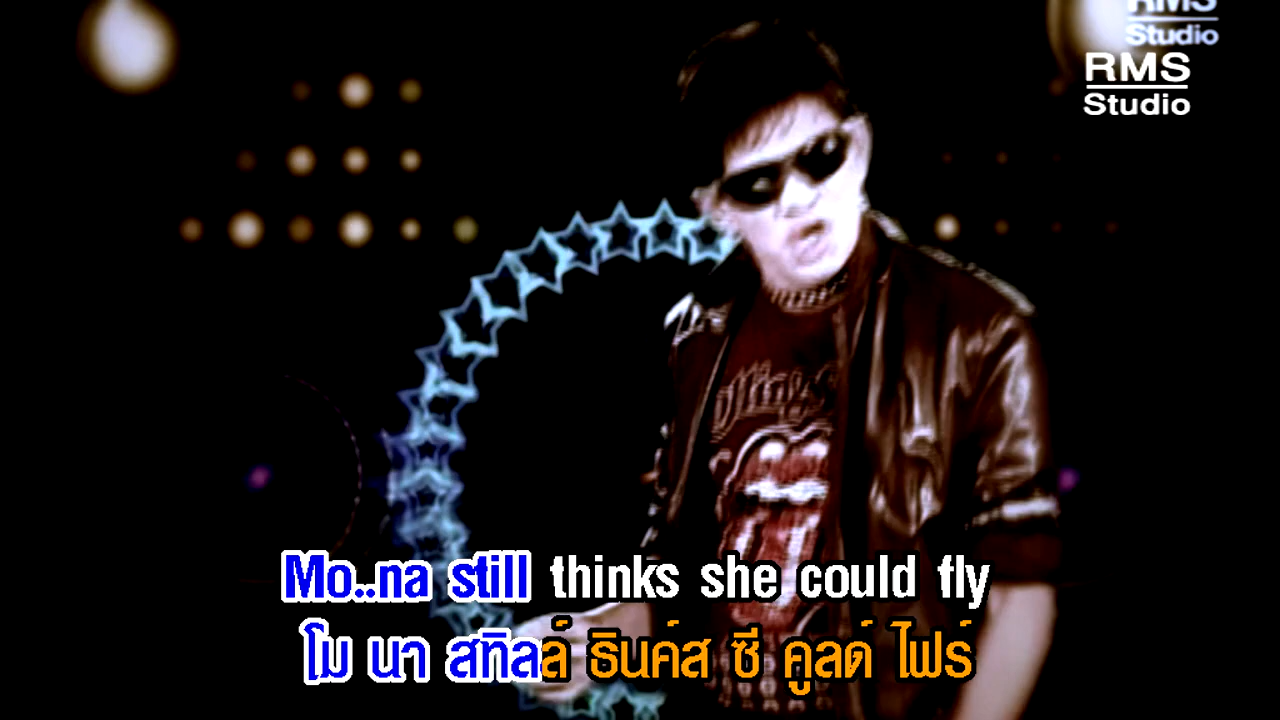 RMS
Studio
RMS
Studio
Mo..na still thinks she could fly
โม นา สทิลล์ ธินค์ส ซี คูลด์ ไฟร์